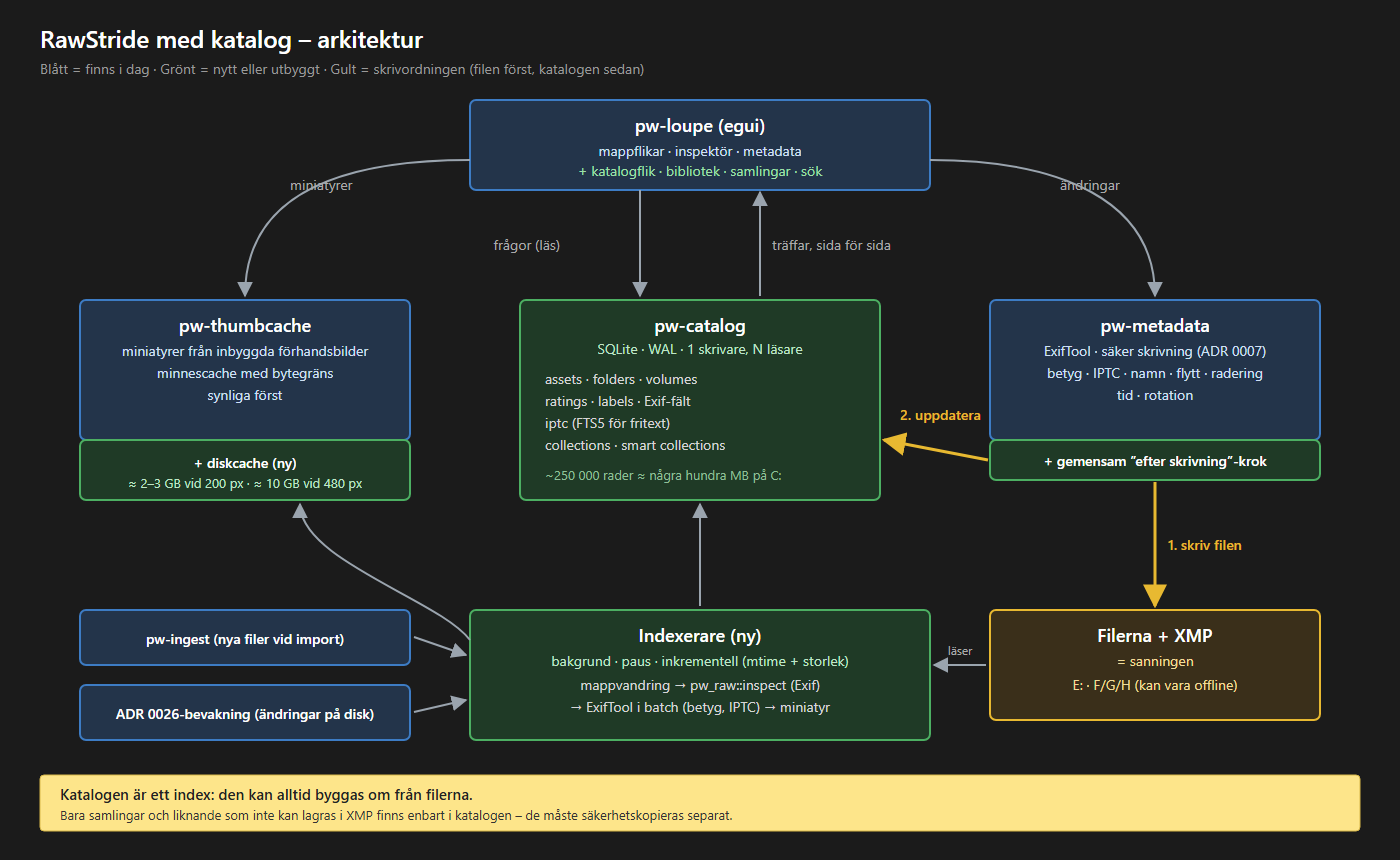 RawStride med katalog – arkitektur
Blått = finns i dag · Grönt = nytt eller utbyggt · Gult = skrivordningen (filen först, katalogen sedan)
pw-loupe (egui)
mappflikar · inspektör · metadata
+ katalogflik · bibliotek · samlingar · sök
miniatyrer
ändringar
frågor (läs)
träffar, sida för sida
pw-thumbcache
miniatyrer från inbyggda förhandsbilder
minnescache med bytegräns
synliga först
+ diskcache (ny)
≈ 2–3 GB vid 200 px · ≈ 10 GB vid 480 px
pw-catalog
SQLite · WAL · 1 skrivare, N läsare
assets · folders · volumes
ratings · labels · Exif-fält
iptc (FTS5 för fritext)
collections · smart collections
~250 000 rader ≈ några hundra MB på C:
pw-metadata
ExifTool · säker skrivning (ADR 0007)
betyg · IPTC · namn · flytt · radering
tid · rotation
+ gemensam ”efter skrivning”-krok
2. uppdatera
1. skriv filen
pw-ingest (nya filer vid import)
ADR 0026-bevakning (ändringar på disk)
Indexerare (ny)
bakgrund · paus · inkrementell (mtime + storlek)
mappvandring → pw_raw::inspect (Exif)
→ ExifTool i batch (betyg, IPTC) → miniatyr
läser
Filerna + XMP
= sanningen
E: · F/G/H (kan vara offline)
Katalogen är ett index: den kan alltid byggas om från filerna.
Bara samlingar och liknande som inte kan lagras i XMP finns enbart i katalogen – de måste säkerhetskopieras separat.